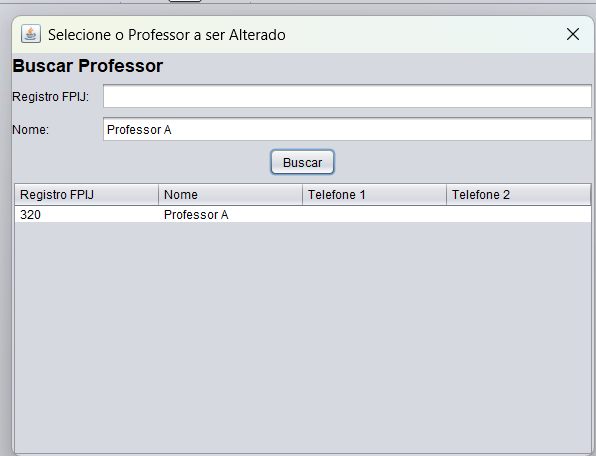 Selecione o Professor a ser Alterado
Buscar Professor
Registro FPIJ:
Nome: Professor A
Buscar
Registro FPIJ Nome Telefone 1 Telefone 2
320 Professor A